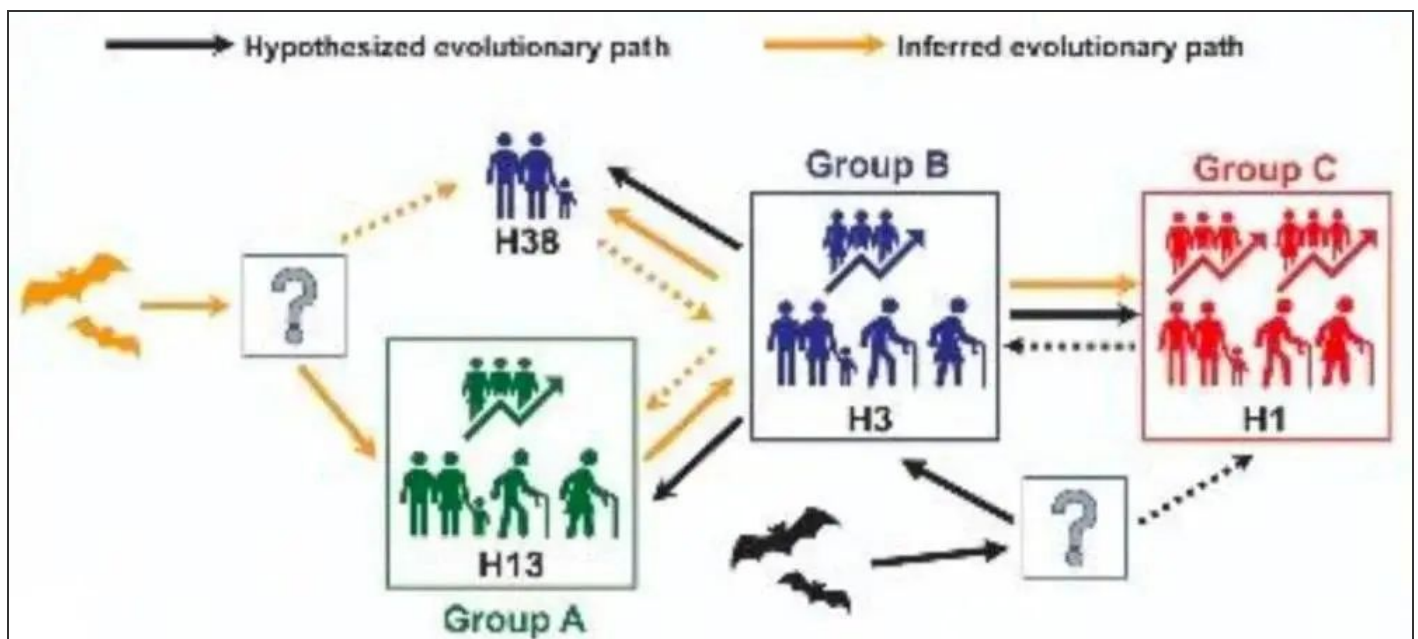 Hypothesized evolutionary path
Inferred evolutionary path
Group B
Group C
H38
?
H3
H1
H13
?
Group A